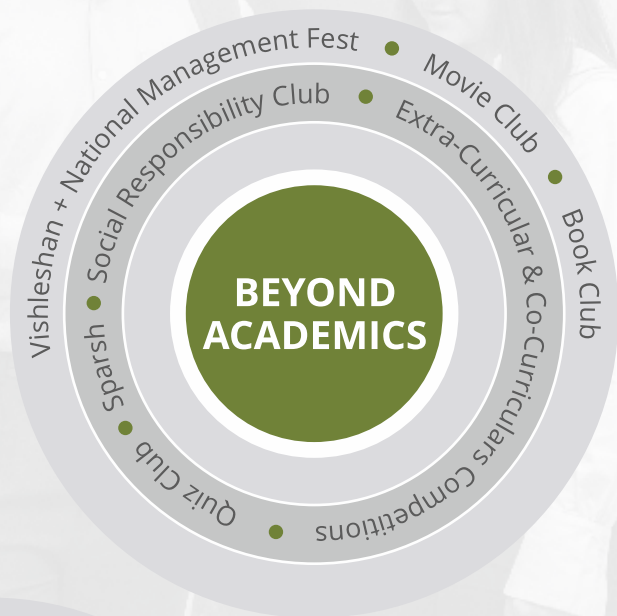 Vishleshan + National Management Fest
Movie Club
Book Club
Social Responsibility Club
Extra-Curricular & Co-Curriculars Competitions
Quiz Club
Sparsh
BEYOND
ACADEMICS